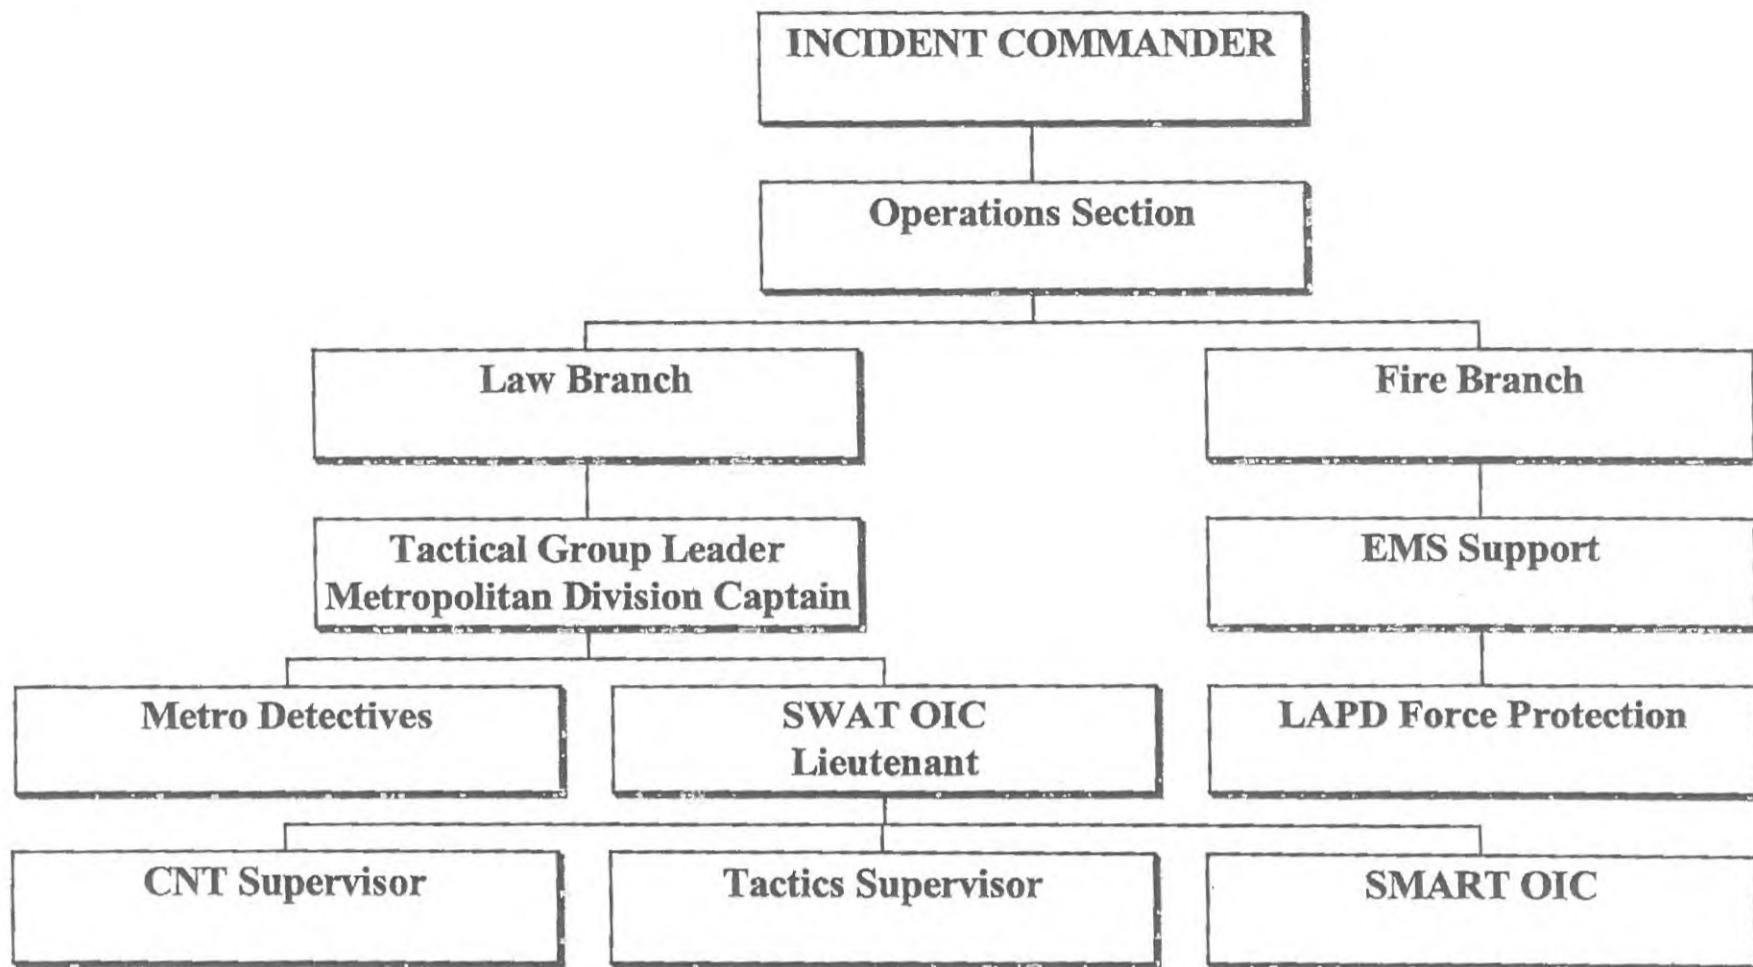 INCIDENT COMMANDER
Operations Section
Law Branch
Fire Branch
Tactical Group Leader
Metropolitan Division Captain
EMS Support
Metro Detectives
SWAT OIC
Lieutenant
LAPD Force Protection
CNT Supervisor
Tactics Supervisor
SMART OIC